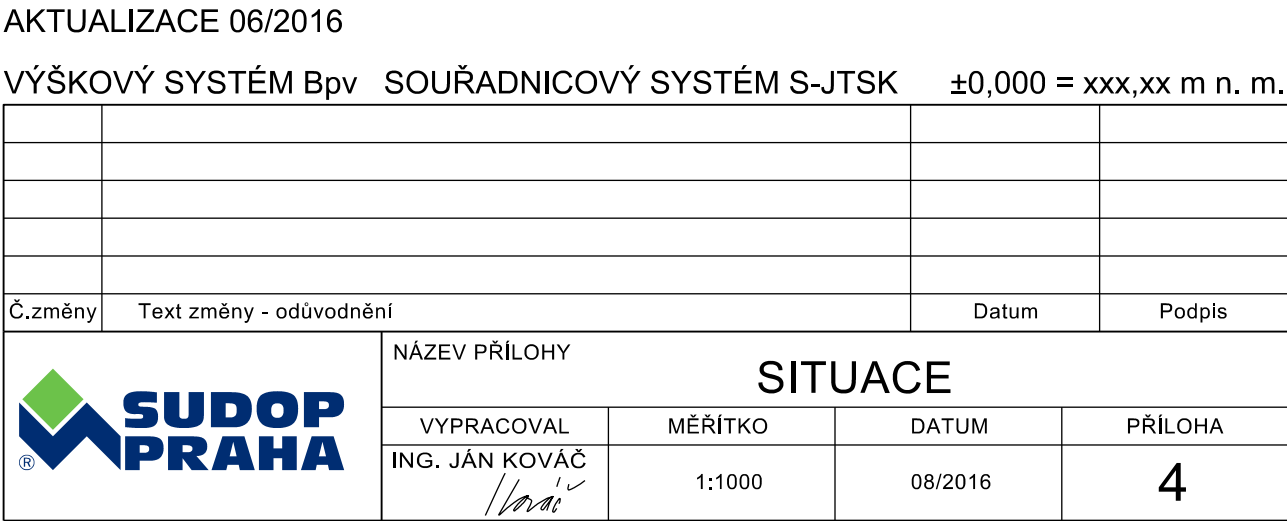 AKTUALIZACE 06/2016
VÝŠKOVÝ SYSTÉM Bpv SOUŘADNICOVÝ SYSTÉM S-JTSK ±0,000 = xxx,xx m n. m.
Č.změny Text změny - odůvodnění Datum Podpis
NÁZEV PŘÍLOHY
SITUACE
SUDOP
PRAHA
®
VYPRACOVAL MĚŘÍTKO DATUM PŘÍLOHA
ING. JÁN KOVÁČ
Kováč
1:1000 08/2016 4